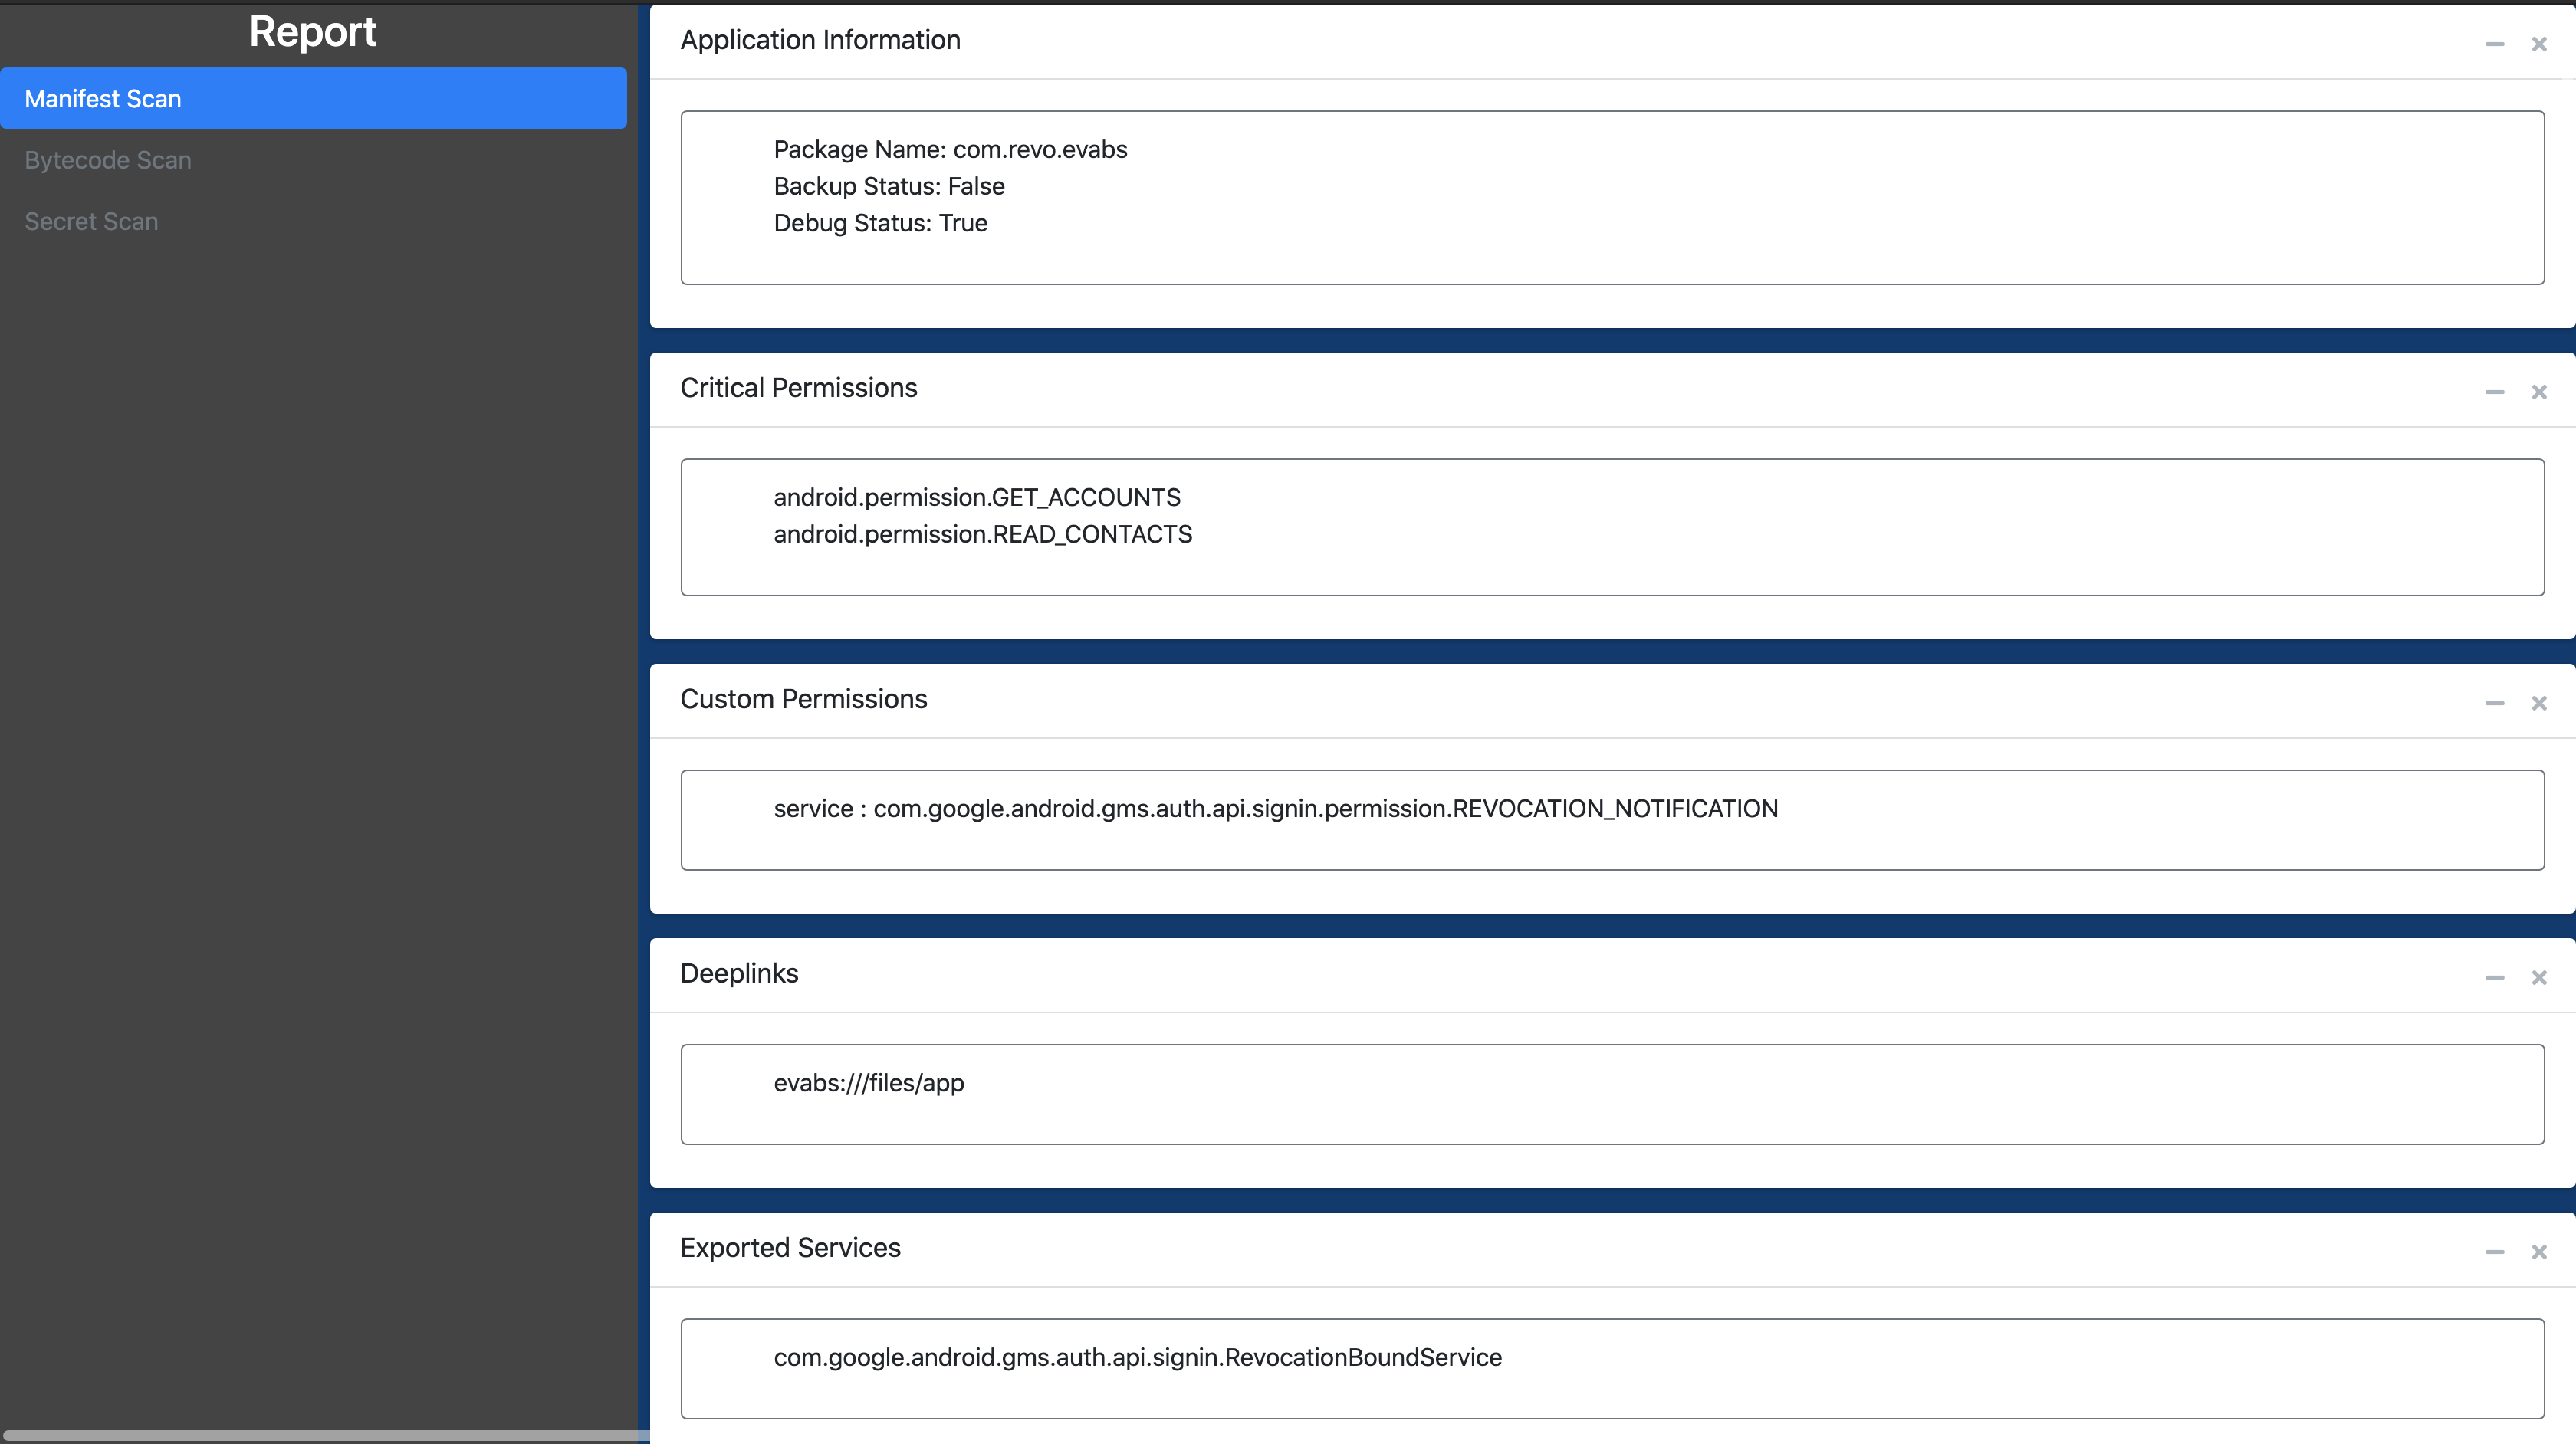 Report
Manifest Scan
Bytecode Scan
Secret Scan
Application Information
Package Name: com.revo.evabs
Backup Status: False
Debug Status: True
Critical Permissions
android.permission.GET_ACCOUNTS
android.permission.READ_CONTACTS
Custom Permissions
service : com.google.android.gms.auth.api.signin.permission.REVOCATION_NOTIFICATION
Deeplinks
evabs:///files/app
Exported Services
com.google.android.gms.auth.api.signin.RevocationBoundService